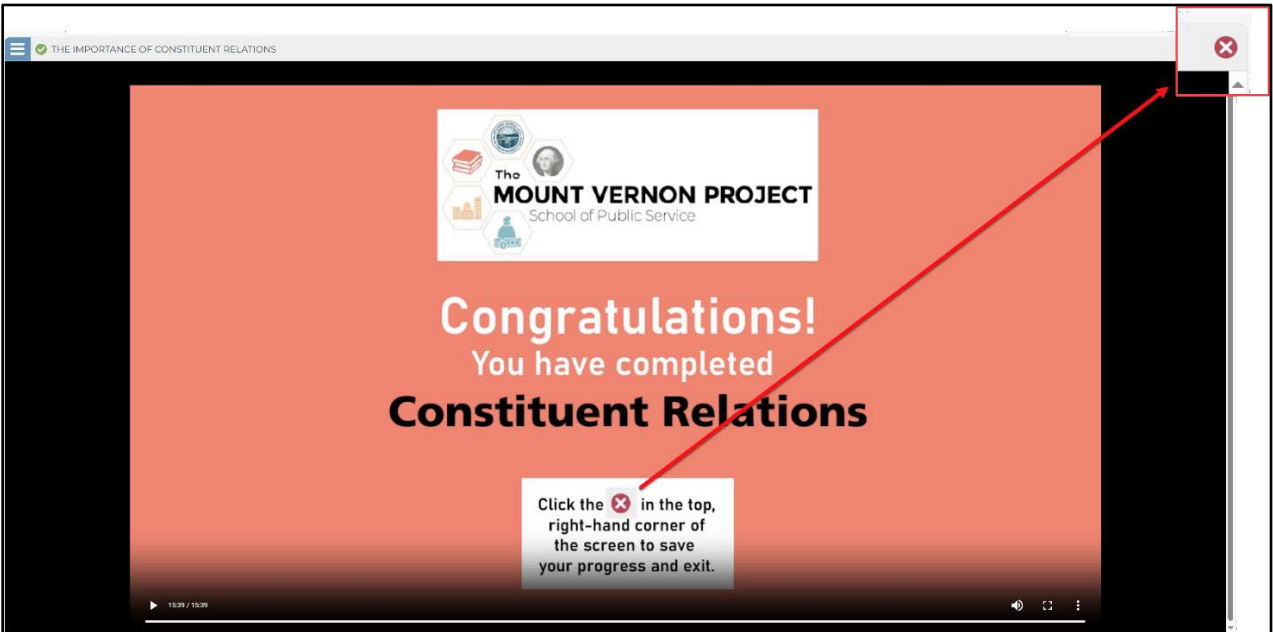 THE IMPORTANCE OF CONSTITUENT RELATIONS
The
MOUNT VERNON PROJECT
School of Public Service
Congratulations!
You have completed
Constituent Relations
Click the in the top,
right-hand corner of
the screen to save
your progress and exit.
15:39 / 15:39